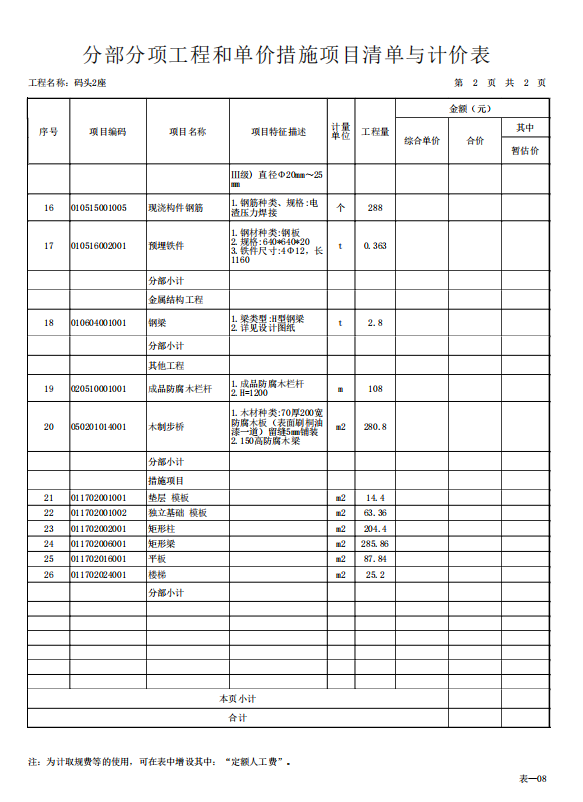 分部分项工程和单价措施项目清单与计价表
工程名称：码头2座 第 2 页 共 2 页
序号 项目编码 项目名称 项目特征描述 计量单位 工程量 金额（元）
综合单价 合价 其中
暂估价
Ⅲ级) 直径Φ20mm～25
mm
16 010515001005 现浇构件钢筋 1.钢筋种类、规格:电
渣压力焊接 个 288
17 010516002001 预埋铁件 1.钢材种类:钢板
2.规格:640*640*20
3.铁件尺寸:4Φ12，长
1160 t 0.363
分部小计
金属结构工程
18 010604001001 钢梁 1.梁类型:H型钢梁
2.详见设计图纸 t 2.8
分部小计
其他工程
19 020510001001 成品防腐木栏杆 1.成品防腐木栏杆
2.H=1200 m 108
20 050201014001 木制步桥 1.木材种类:70厚200宽
防腐木板（表面刷桐油
漆一道）留缝5mm铺装
2.150高防腐木梁 m2 280.8
分部小计
措施项目
21 011702001001 垫层 模板 m2 14.4
22 011702001002 独立基础 模板 m2 63.36
23 011702002001 矩形柱 m2 204.4
24 011702006001 矩形梁 m2 285.86
25 011702016001 平板 m2 87.84
26 011702024001 楼梯 m2 25.2
分部小计
本页小计
合计
注：为计取规费等的使用，可在表中增设其中：“定额人工费”。
表—08